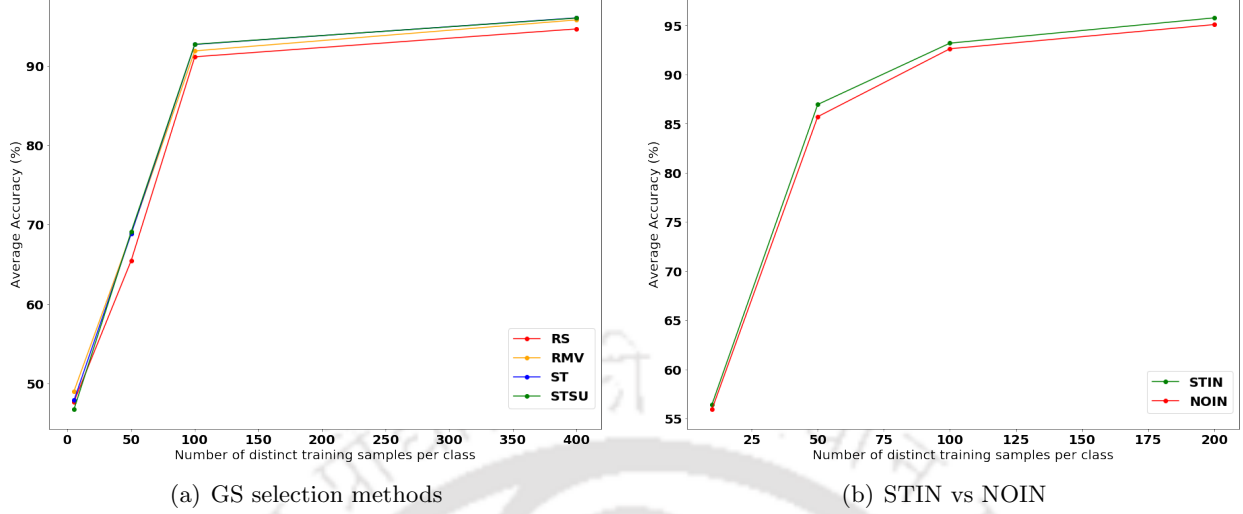 90
70
60
50
0 50 100 150 200 250 300 350 400
Average Accuracy (%)
Number of distinct training samples per class
RS
RMV
ST
STSU
(a) GS selection methods
95
90
85
80
75
70
65
60
55
25 50 75 100 125 150 175 200
Average Accuracy (%)
Number of distinct training samples per class
STIN
NOIN
(b) STIN vs NOIN